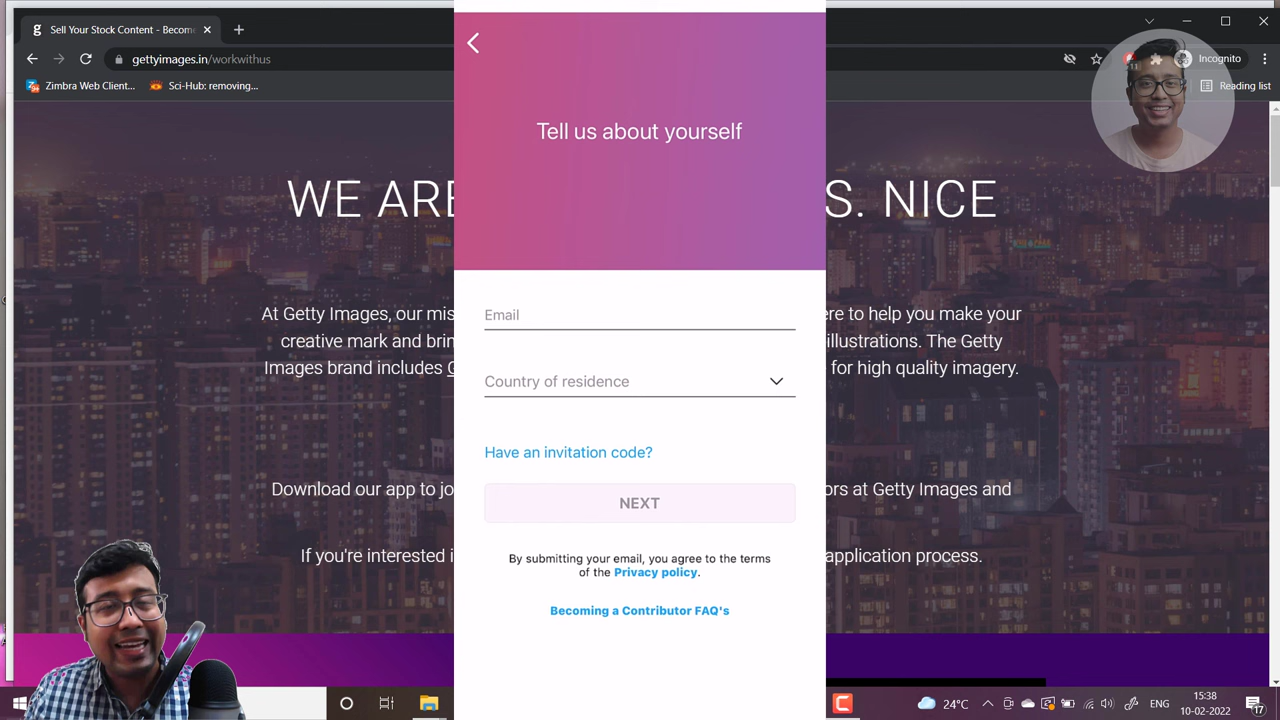 Sell Your Stock Content - Becom
gettyimages.in/workwithus
11
Incognito
Zimbra Web Client...
Sci-Hub: removing...
Reading list
Tell us about yourself
WE ARE
S. NICE
At Getty Images, our mis
ere to help you make your
creative mark and brin
illustrations. The Getty
Images brand includes G
for high quality imagery.
Email
Country of residence
Have an invitation code?
Download our app to jo
ors at Getty Images and
NEXT
If you're interested i
application process.
By submitting your email, you agree to the terms
of the Privacy policy.
Becoming a Contributor FAQ's
24°C
ENG
15:38
10-02-2022
17